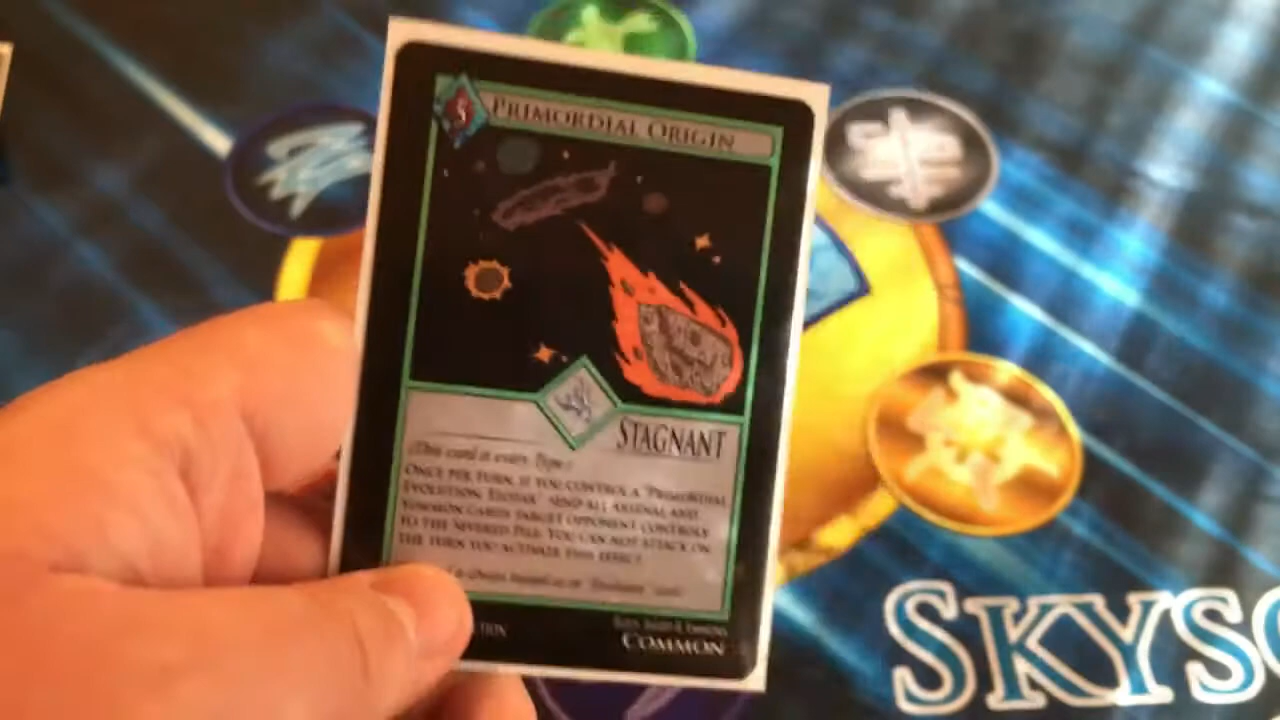 PRIMORDIAL ORIGIN
STAGNANT
(This card is every Type.)
ONCE PER TURN, IF YOU CONTROL A "PRIMORDIAL
EVOLUTION, SEND ALL ARSENAL AND
SUMMON CARDS TARGET OPPONENT CONTROLS
TO THE SEVERED PILE. YOU CAN NOT ATTACK ON
THE TURN YOU ACTIVATE THIS EFFECT.
COMMON
SKYS